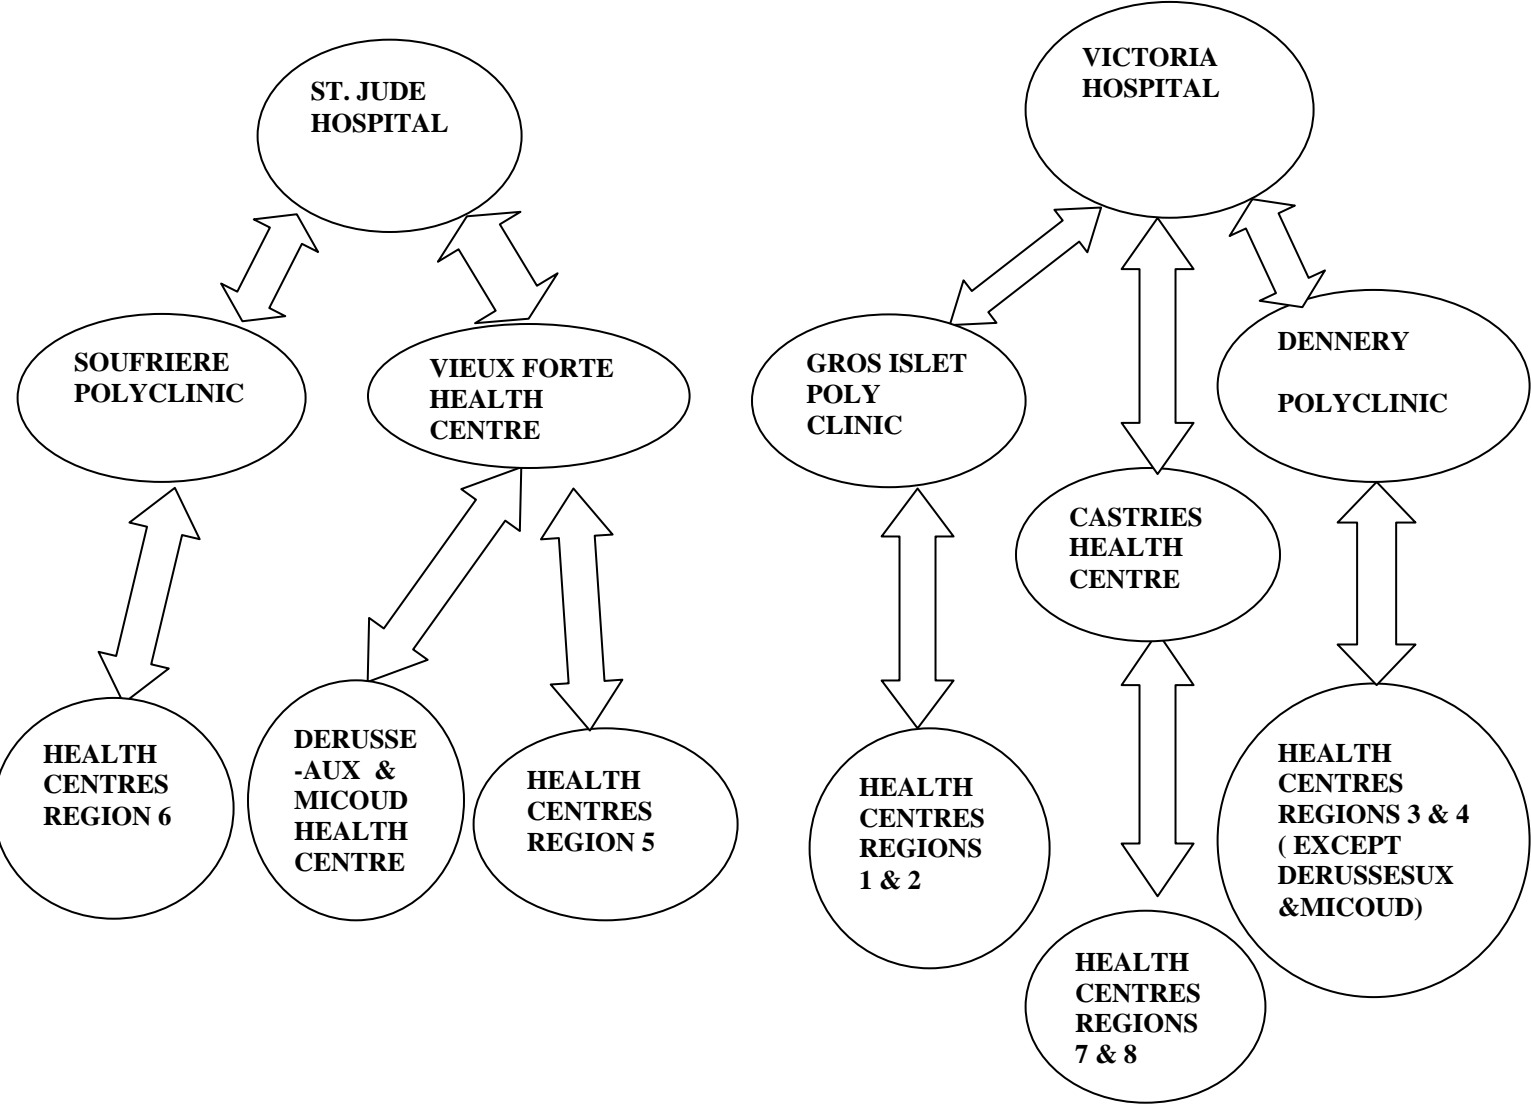 ST. JUDE
HOSPITAL
VICTORIA
HOSPITAL
SOUFRIERE
POLYCLINIC
VIEUX FORTE
HEALTH
CENTRE
GROS ISLET
POLY
CLINIC
CASTRIES
HEALTH
CENTRE
DENNERY
POLYCLINIC
HEALTH
CENTRES
REGION 6
DERUSSE
-AUX &
MICOUD
HEALTH
CENTRE
HEALTH
CENTRES
REGION 5
HEALTH
CENTRES
REGIONS
1 & 2
HEALTH
CENTRES
REGIONS
7 & 8
HEALTH
CENTRES
REGIONS 3 & 4
( EXCEPT
DERUSSESUX
&MICOUD)